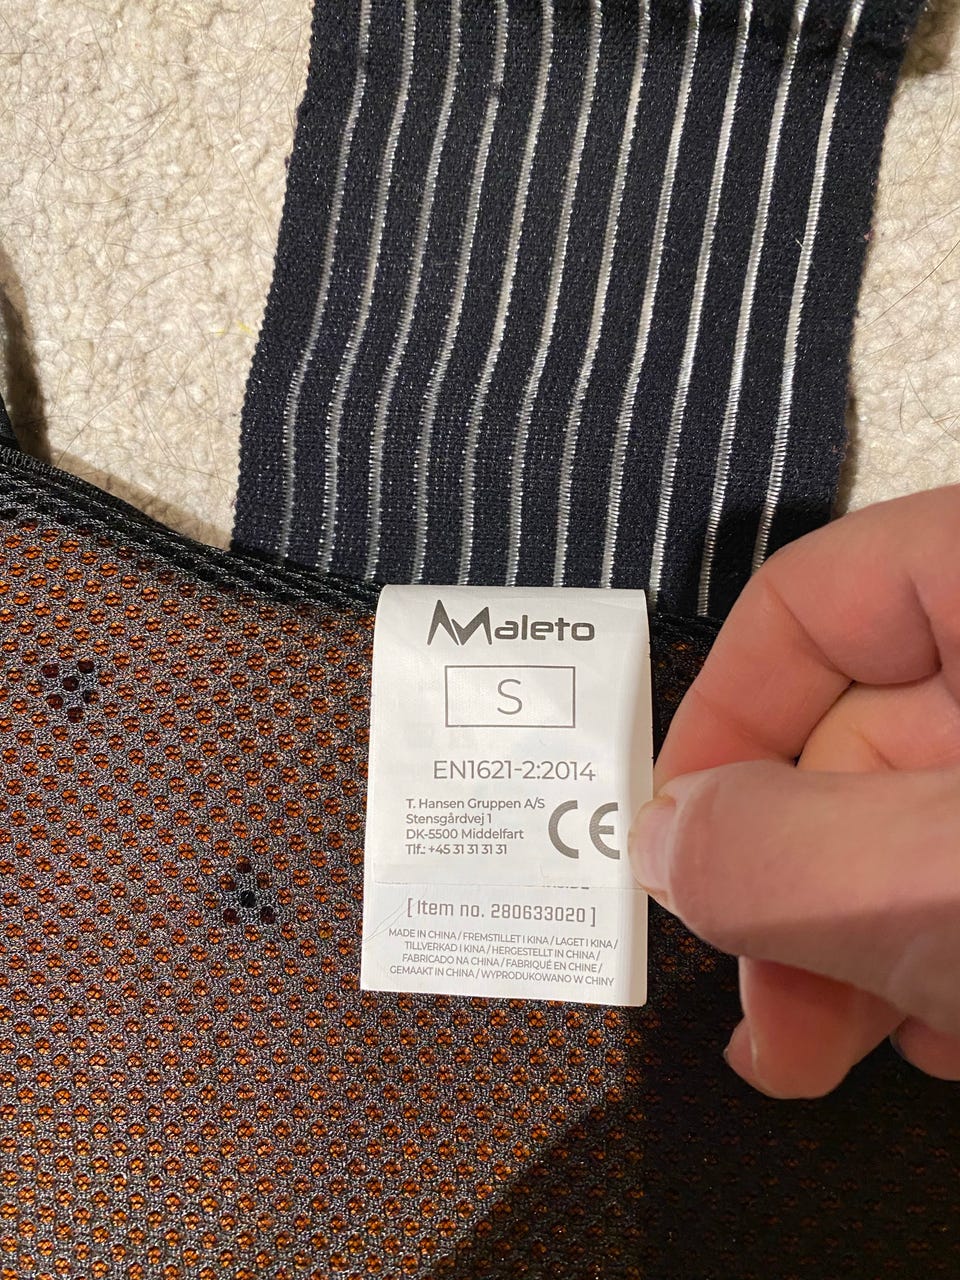 Maleto
S
EN1621-2:2014
T. Hansen Gruppen A/S
Stensgårdvej 1
DK-5500 Middelfart
Tlf.: +45 31 31 31 31
CE
[ Item no. 280633020 ]
MADE IN CHINA / FREMSTILLET I KINA / LAGET I KINA /
TILLVERKAD I KINA / HERGESTELLT IN CHINA /
FABRICADO NA CHINA / FABRIQUÉ EN CHINE /
GEMAAKT IN CHINA / WYPRODUKOWANO W CHINY